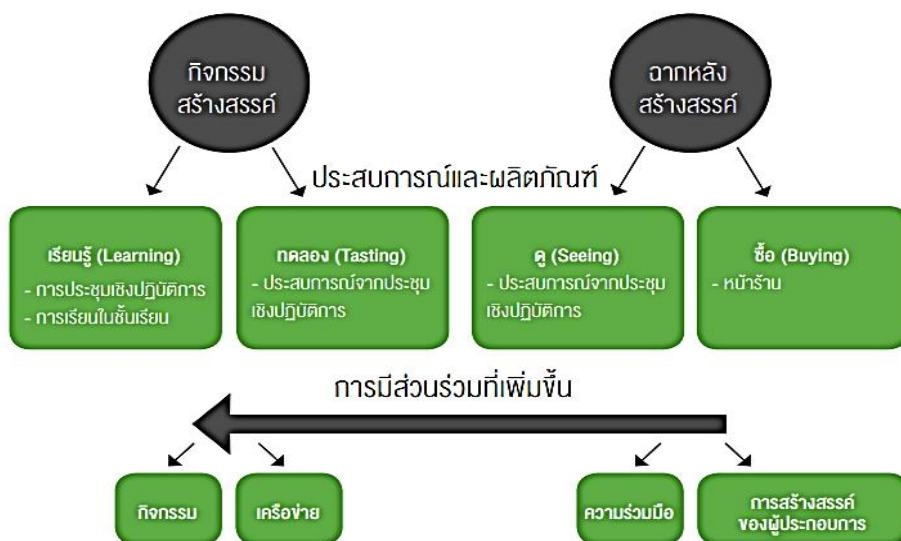 กิจกรรม
สร้างสรรค์
ฉากหลัง
สร้างสรรค์
ประสบการณ์และผลิตภัณฑ์
เรียนรู้ (Learning)
- การประชุมเชิงปฏิบัติการ
- การเรียนในชั้นเรียน
ทดลอง (Tasting)
- ประสบการณ์จากประชุม
เชิงปฏิบัติการ
ดู (Seeing)
- ประสบการณ์จากประชุม
เชิงปฏิบัติการ
ซื้อ (Buying)
- หน้าร้าน
การมีส่วนร่วมที่เพิ่มขึ้น
กิจกรรม
เครือข่าย
ความร่วมมือ
การสร้างสรรค์
ของผู้ประกอบการ